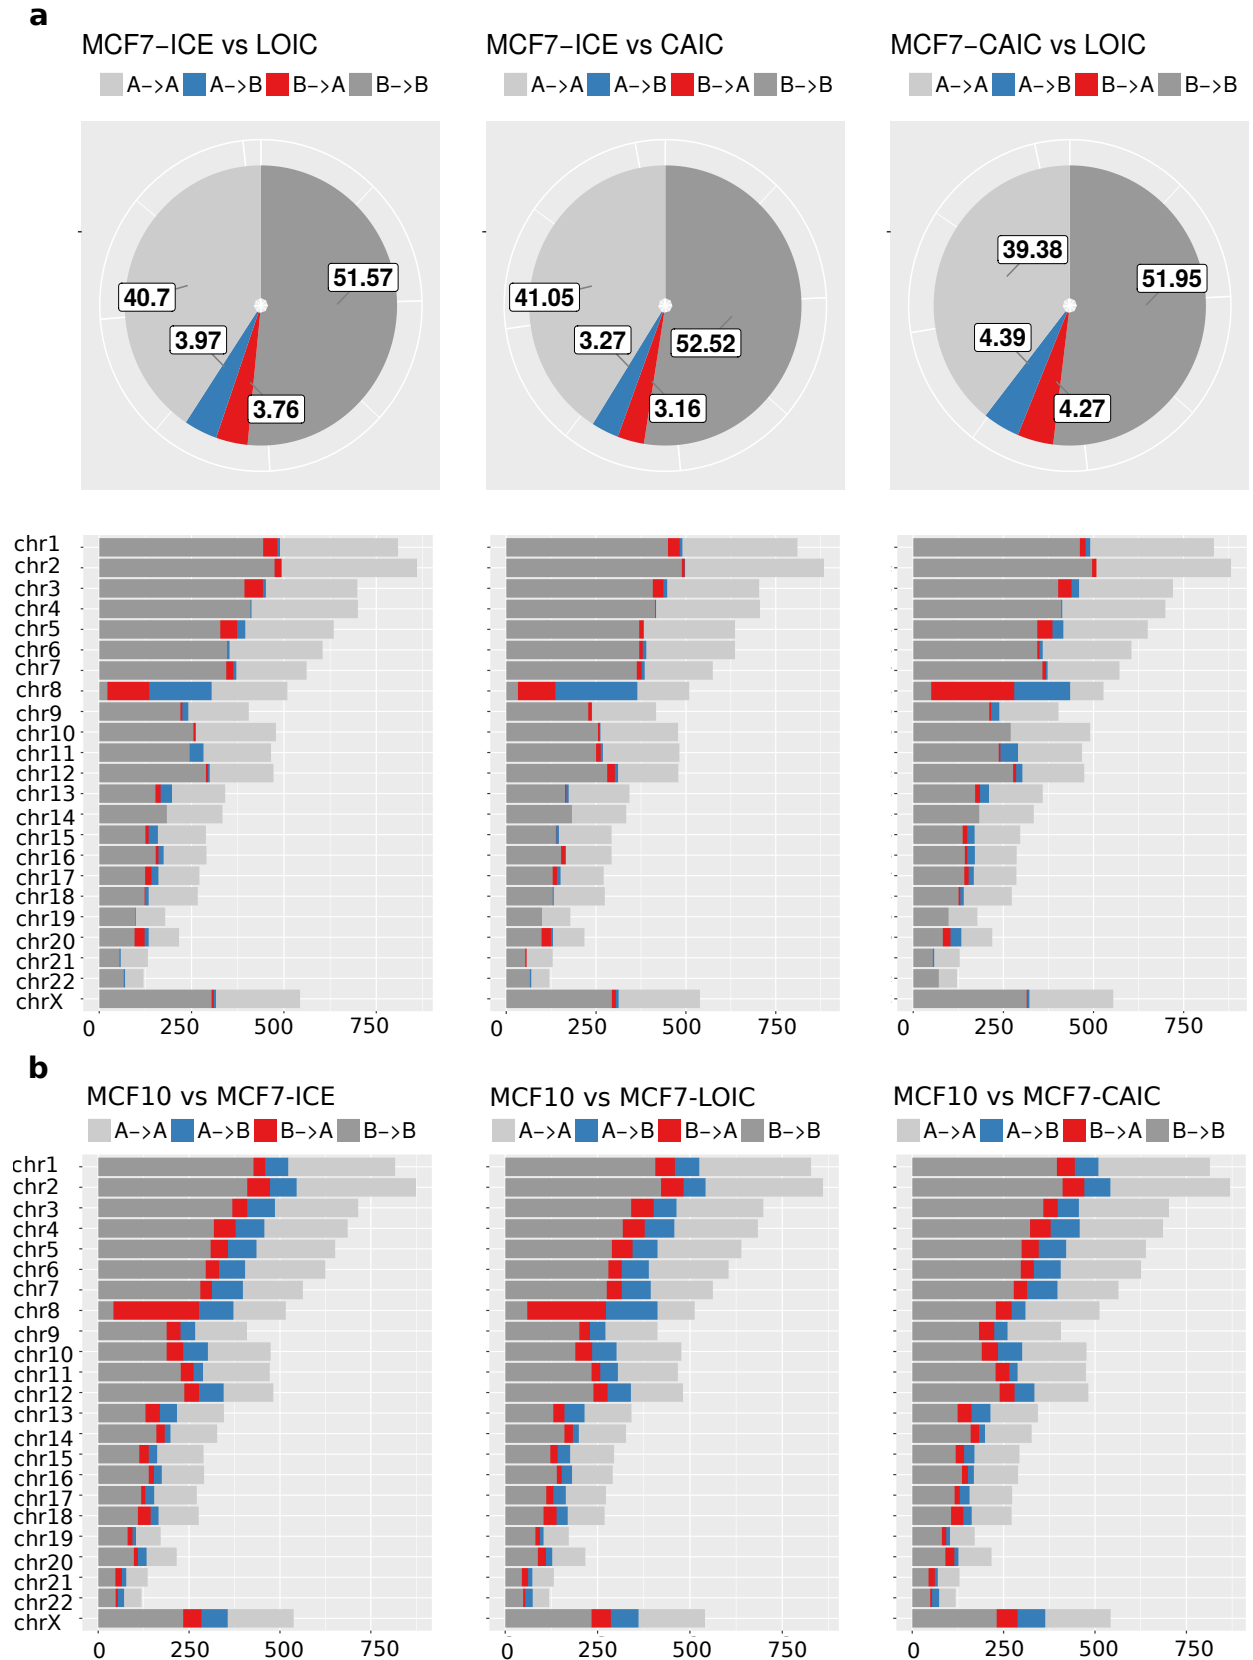 a
MCF7−ICE vs LOIC
MCF7−ICE vs CAIC
MCF7−CAIC vs LOIC
A−>A A−>B B−>A B−>B
A−>A A−>B B−>A B−>B
A−>A A−>B B−>A B−>B
40.7
51.57
3.97
3.76
41.05
3.27
52.52
3.16
39.38
51.95
4.39
4.27
chr1
chr2
chr3
chr4
chr5
chr6
chr7
chr8
chr9
chr10
chr11
chr12
chr13
chr14
chr15
chr16
chr17
chr18
chr19
chr20
chr21
chr22
chrX
0 250 500 750
0 250 500 750
0 250 500 750
b
MCF10 vs MCF7-ICE
MCF10 vs MCF7-LOIC
MCF10 vs MCF7-CAIC
A−>A A−>B B−>A B−>B
A−>A A−>B B−>A B−>B
A−>A A−>B B−>A B−>B
chr1
chr2
chr3
chr4
chr5
chr6
chr7
chr8
chr9
chr10
chr11
chr12
chr13
chr14
chr15
chr16
chr17
chr18
chr19
chr20
chr21
chr22
chrX
0 250 500 750
0 250 500 750
0 250 500 750